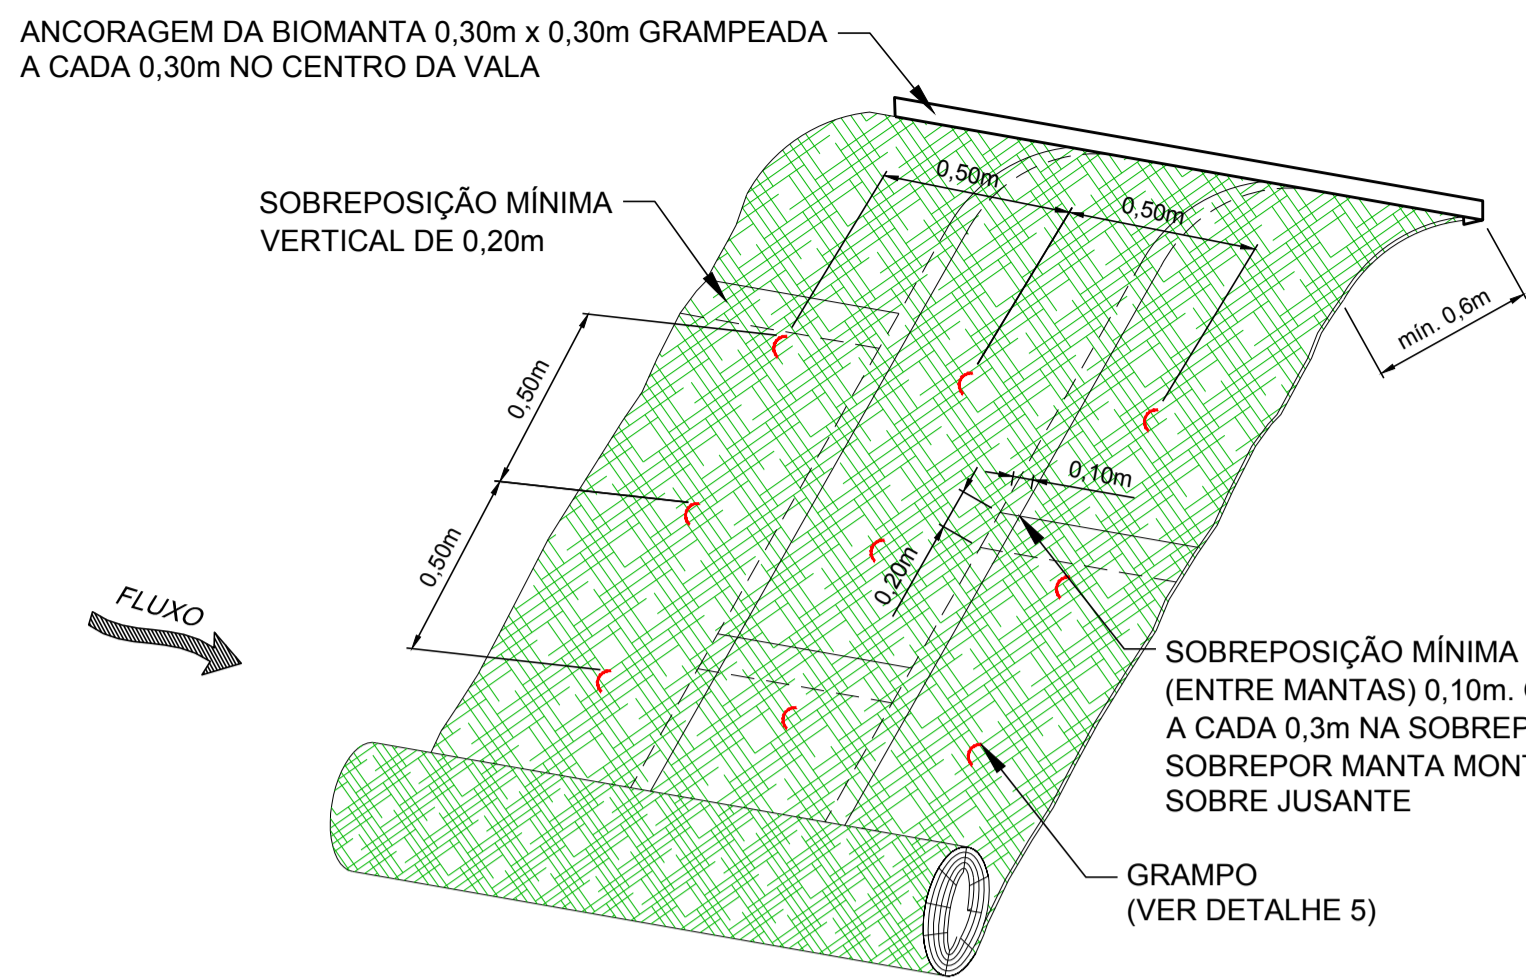 ANCORAGEM DA BIOMANTA 0,30m x 0,30m GRAMPEADA
A CADA 0,30m NO CENTRO DA VALA
SOBREPOSIÇÃO MÍNIMA
VERTICAL DE 0,20m
0,50m
0,50m
mín. 0,6m
0,50m
0,50m
0,10m
0,20m
FLUXO
SOBREPOSIÇÃO MÍNIMA
(ENTRE MANTAS) 0,10m.
A CADA 0,3m NA
SOBREPOR MANTA
SOBRE JUSANTE
GRAMPO
(VER DETALHE 5)